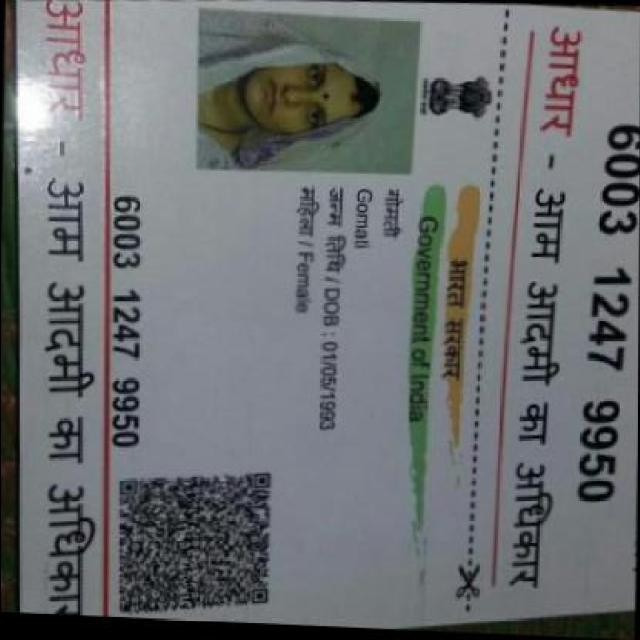 6003 1247 9950
आधार - आम आदमी का अधिकार
भारत सरकार
Government of India
गोमती
Gomati
जन्म तिथि / DOB : 01/05/1993
महिला / Female
6003 1247 9950
आधार - आम आदमी का अधिकार